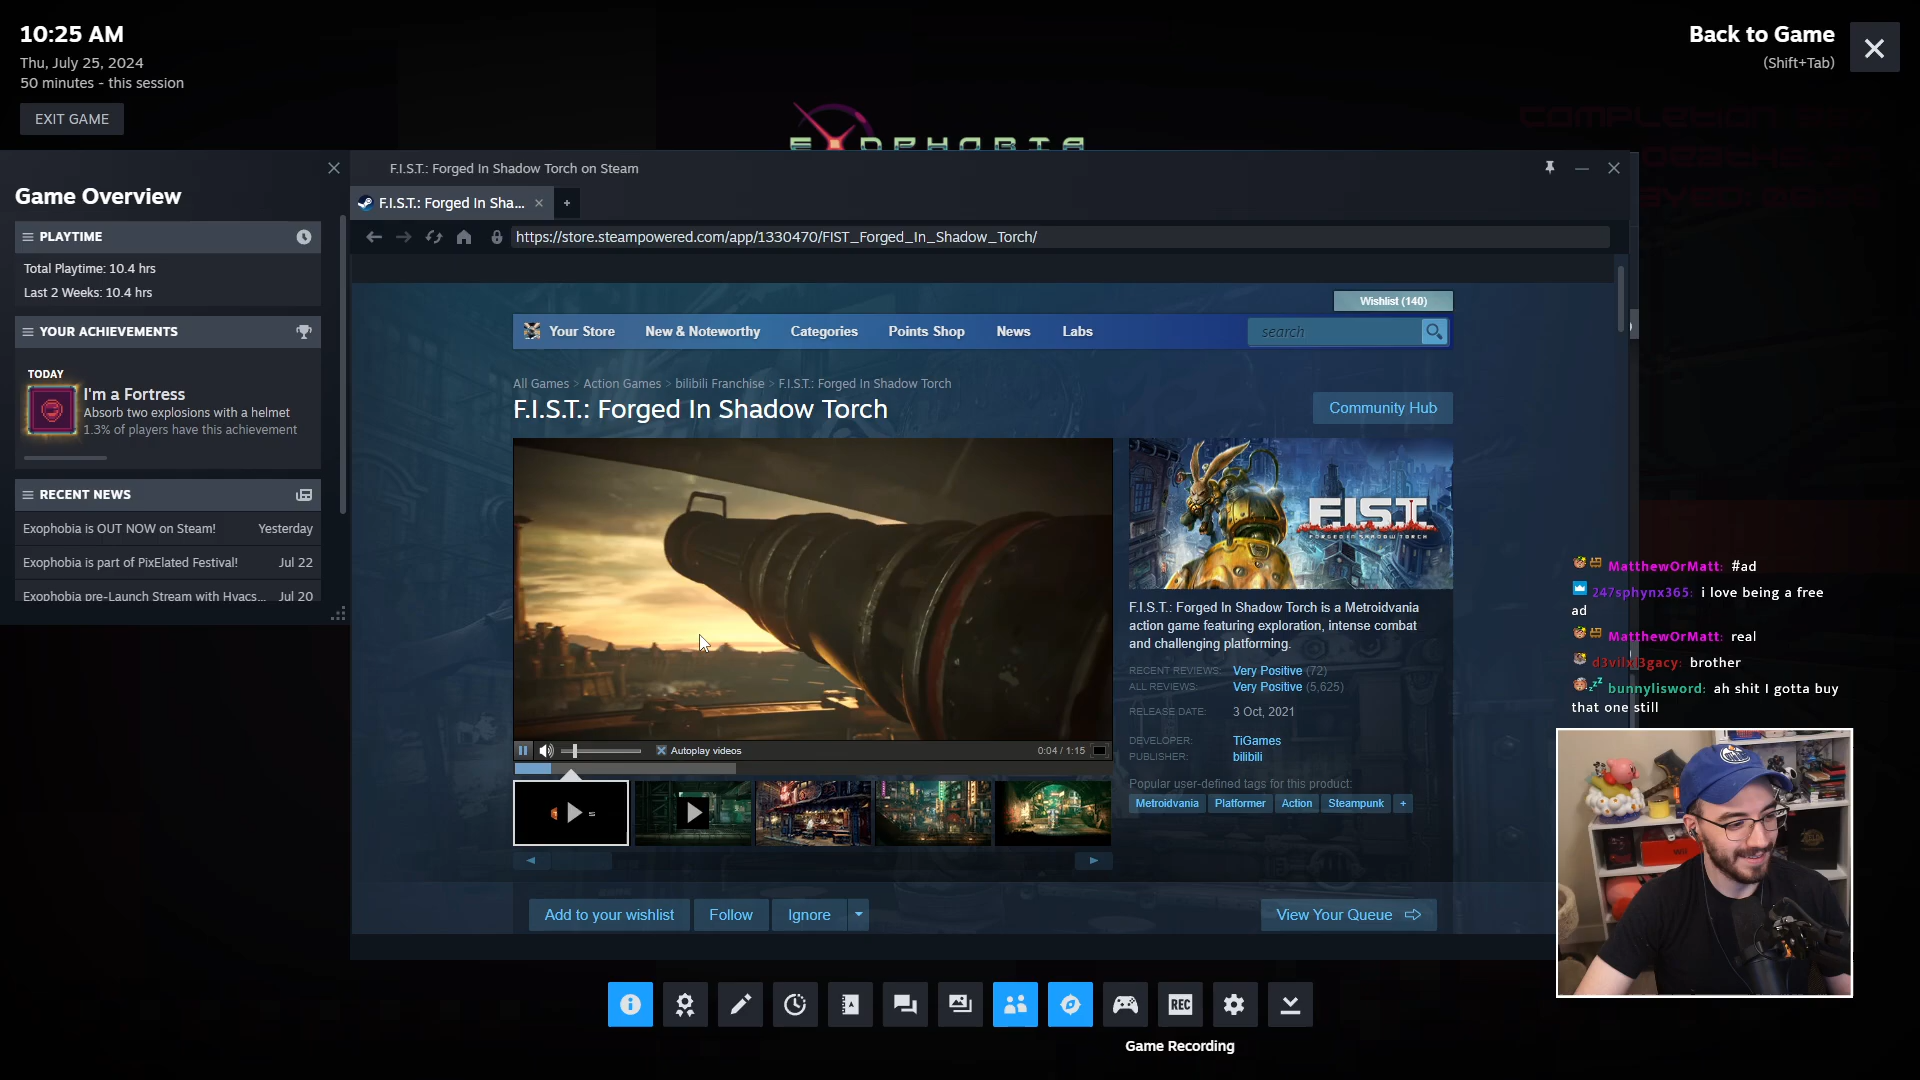 10:25 AM
Thu, July 25, 2024
50 minutes - this session
EXIT GAME
Back to Game
(Shift+Tab)
EXOPHOBIA
COMPLETION
DEATHS
Game Overview
PLAYTIME
Total Playtime: 10.4 hrs
Last 2 Weeks: 10.4 hrs
YOUR ACHIEVEMENTS
TODAY
I'm a Fortress
Absorb two explosions with a helmet
1.3% of players have this achievement
RECENT NEWS
Exophobia is OUT NOW on Steam! Yesterday
Exophobia is part of PixElated Festival! Jul 22
Exophobia pre-Launch Stream with Hvacs... Jul 20
F.I.S.T.: Forged In Shadow Torch on Steam
F.I.S.T.: Forged In Sha...
https://store.steampowered.com/app/1330470/FIST_Forged_In_Shadow_Torch/
Wishlist (140)
Your Store New & Noteworthy Categories Points Shop News Labs search
All Games > Action Games > bilibili Franchise > F.I.S.T.: Forged In Shadow Torch
F.I.S.T.: Forged In Shadow Torch
Community Hub
F.I.S.T.
FORGED IN SHADOW TORCH
F.I.S.T.: Forged In Shadow Torch is a Metroidvania
action game featuring exploration, intense combat
and challenging platforming.
RECENT REVIEWS: Very Positive (72)
ALL REVIEWS: Very Positive (5,625)
RELEASE DATE: 3 Oct, 2021
DEVELOPER: TiGames
PUBLISHER: bilibili
Popular user-defined tags for this product:
Metroidvania Platformer Action Steampunk +
Autoplay videos 0:04 / 1:15
Add to your wishlist Follow Ignore View Your Queue
REC
Game Recording
MatthewOrMatt: #ad
247sphynx365: i love being a free
ad
MatthewOrMatt: real
brother
bunnylisword: ah shit I gotta buy
that one still
Wii